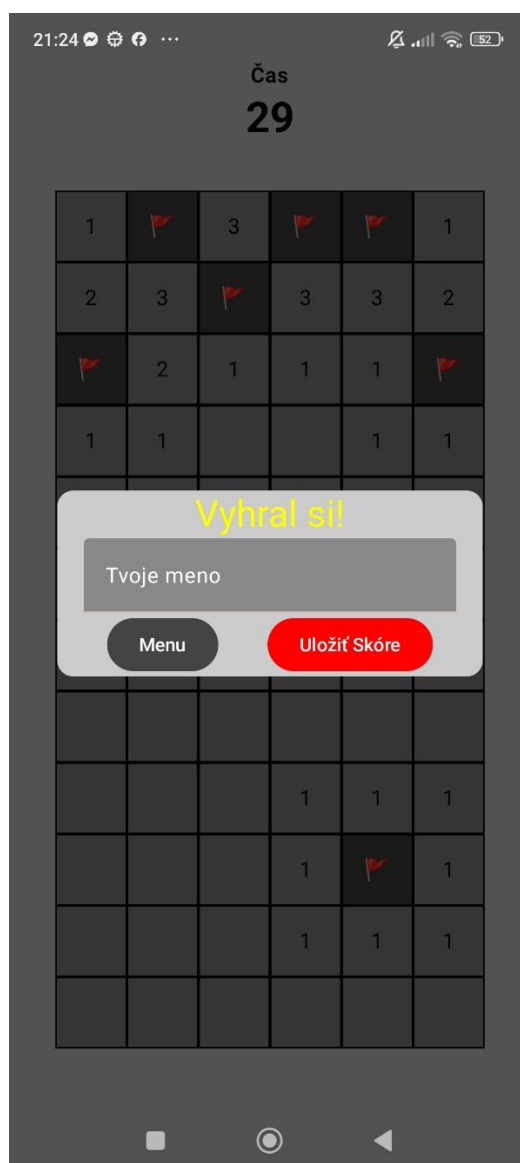 21:24 52
Čas
29
1 3 1
2 3 3 3 2
2 1 1 1
1 1 1 1
Vyhral si!
Tvoje meno
Menu Uložiť Skóre
1 1 1
1 1
1 1 1